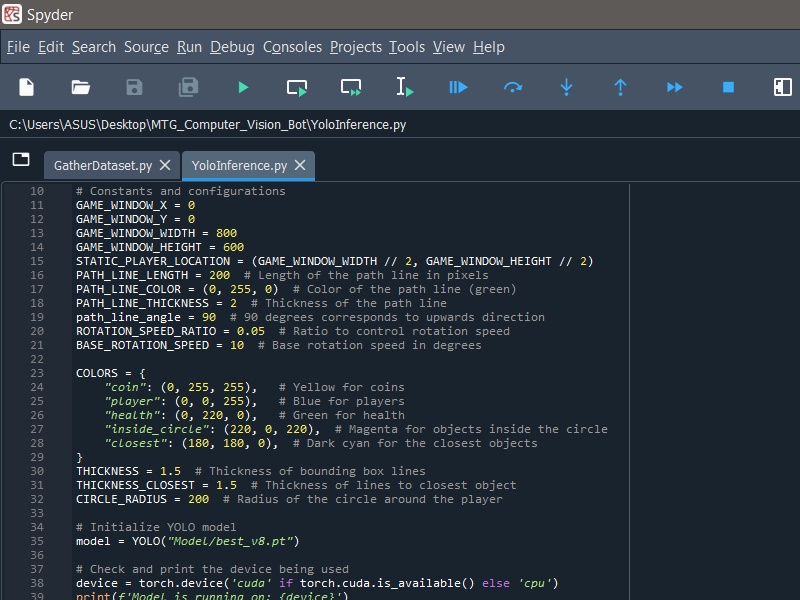 Spyder
File Edit Search Source Run Debug Consoles Projects Tools View Help
C:\Users\ASUS\Desktop\MTG_Computer_Vision_Bot\YoloInference.py
GatherDataset.py YoloInference.py
10 # Constants and configurations
11 GAME_WINDOW_X = 0
12 GAME_WINDOW_Y = 0
13 GAME_WINDOW_WIDTH = 800
14 GAME_WINDOW_HEIGHT = 600
15 STATIC_PLAYER_LOCATION = (GAME_WINDOW_WIDTH // 2, GAME_WINDOW_HEIGHT // 2)
16 PATH_LINE_LENGTH = 200  # Length of the path line in pixels
17 PATH_LINE_COLOR = (0, 255, 0)  # Color of the path line (green)
18 PATH_LINE_THICKNESS = 2  # Thickness of the path line
19 path_line_angle = 90  # 90 degrees corresponds to upwards direction
20 ROTATION_SPEED_RATIO = 0.05  # Ratio to control rotation speed
21 BASE_ROTATION_SPEED = 10  # Base rotation speed in degrees
22
23 COLORS = {
24     "coin": (0, 255, 255),   # Yellow for coins
25     "player": (0, 0, 255),   # Blue for players
26     "health": (0, 220, 0),   # Green for health
27     "inside_circle": (220, 0, 220),  # Magenta for objects inside the circle
28     "closest": (180, 180, 0),  # Dark cyan for the closest objects
29 }
30 THICKNESS = 1.5  # Thickness of bounding box lines
31 THICKNESS_CLOSEST = 1.5  # Thickness of lines to closest object
32 CIRCLE_RADIUS = 200  # Radius of the circle around the player
33
34 # Initialize YOLO model
35 model = YOLO("Model/best_v8.pt")
36
37 # Check and print the device being used
38 device = torch.device('cuda' if torch.cuda.is_available() else 'cpu')
39 print(f'Model is running on: {device}')